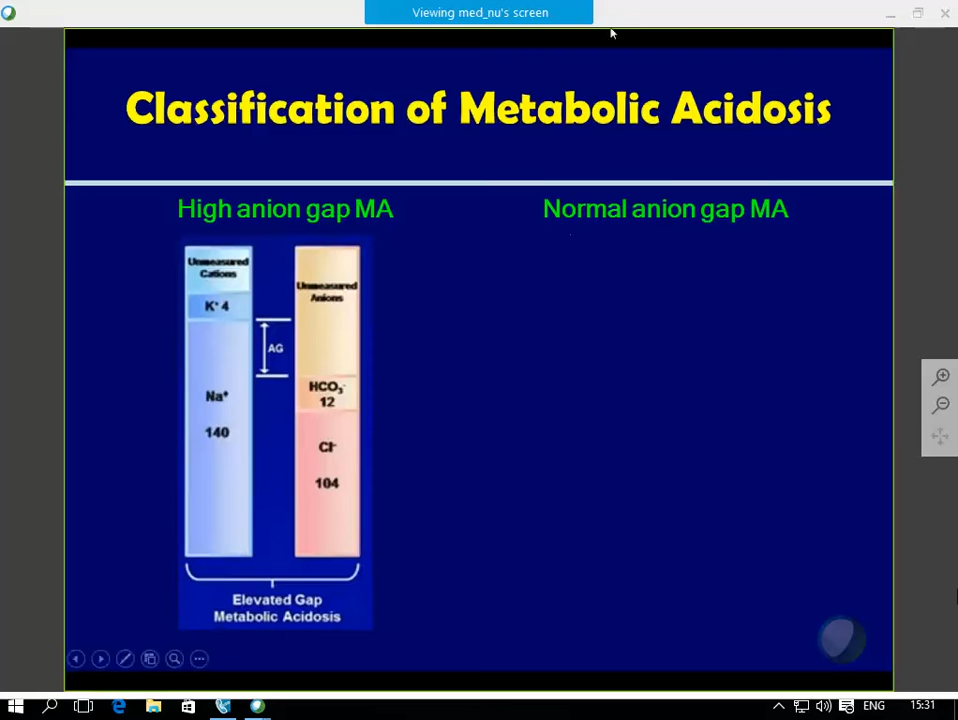 Viewing med_nu's screen
Classification of Metabolic Acidosis
High anion gap MA
Normal anion gap MA
Unmeasured
Cations
K⁺ 4
Na⁺
140
AG
Unmeasured
Anions
HCO₃⁻
12
Cl⁻
104
Elevated Gap
Metabolic Acidosis
ENG
15:31